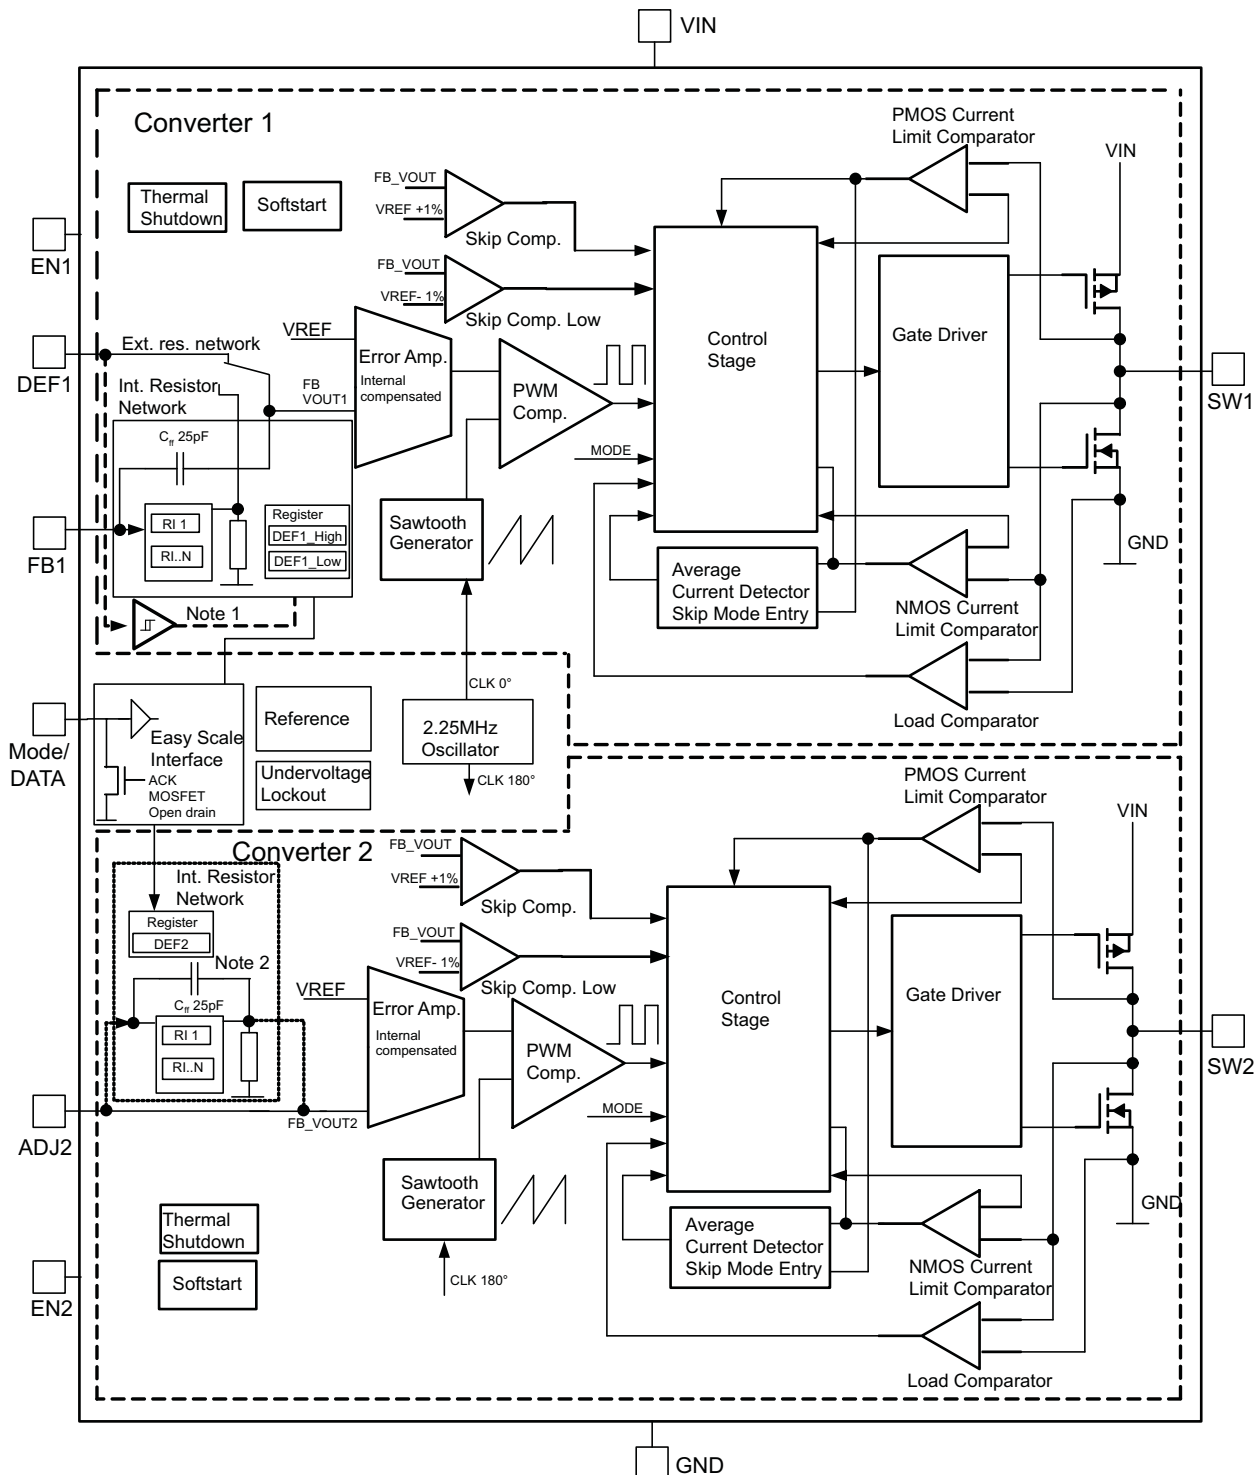 VIN
Converter 1
PMOS Current
Limit Comparator
VIN
Thermal
Shutdown
Softstart
FB_VOUT
VREF +1%
Skip Comp.
EN1
FB_VOUT
VREF- 1%
Skip Comp. Low
Control
Stage
Gate Driver
DEF1
Ext. res. network
VREF
Error Amp.
Internal
compensated
Int. Resistor
Network
FB
VOUT1
PWM
Comp.
SW1
Cff 25pF
MODE
FB1
RI 1
RI..N
Register
DEF1_High
DEF1_Low
Sawtooth
Generator
GND
Average
Current Detector
Skip Mode Entry
NMOS Current
Limit Comparator
Note 1
CLK 0°
Load Comparator
Mode/
DATA
Easy Scale
Interface
ACK
MOSFET
Open drain
Reference
Undervoltage
Lockout
2.25MHz
Oscillator
CLK 180°
PMOS Current
Limit Comparator
VIN
Converter 2
FB_VOUT
VREF +1%
Skip Comp.
Int. Resistor
Network
Register
DEF2
Note 2
FB_VOUT
VREF- 1%
Skip Comp. Low
Cff 25pF
RI 1
RI..N
VREF
Error Amp.
Internal
compensated
PWM
Comp.
Control
Stage
Gate Driver
SW2
ADJ2
FB_VOUT2
MODE
Sawtooth
Generator
GND
Thermal
Shutdown
Average
Current Detector
Skip Mode Entry
NMOS Current
Limit Comparator
EN2
Softstart
CLK 180°
Load Comparator
GND